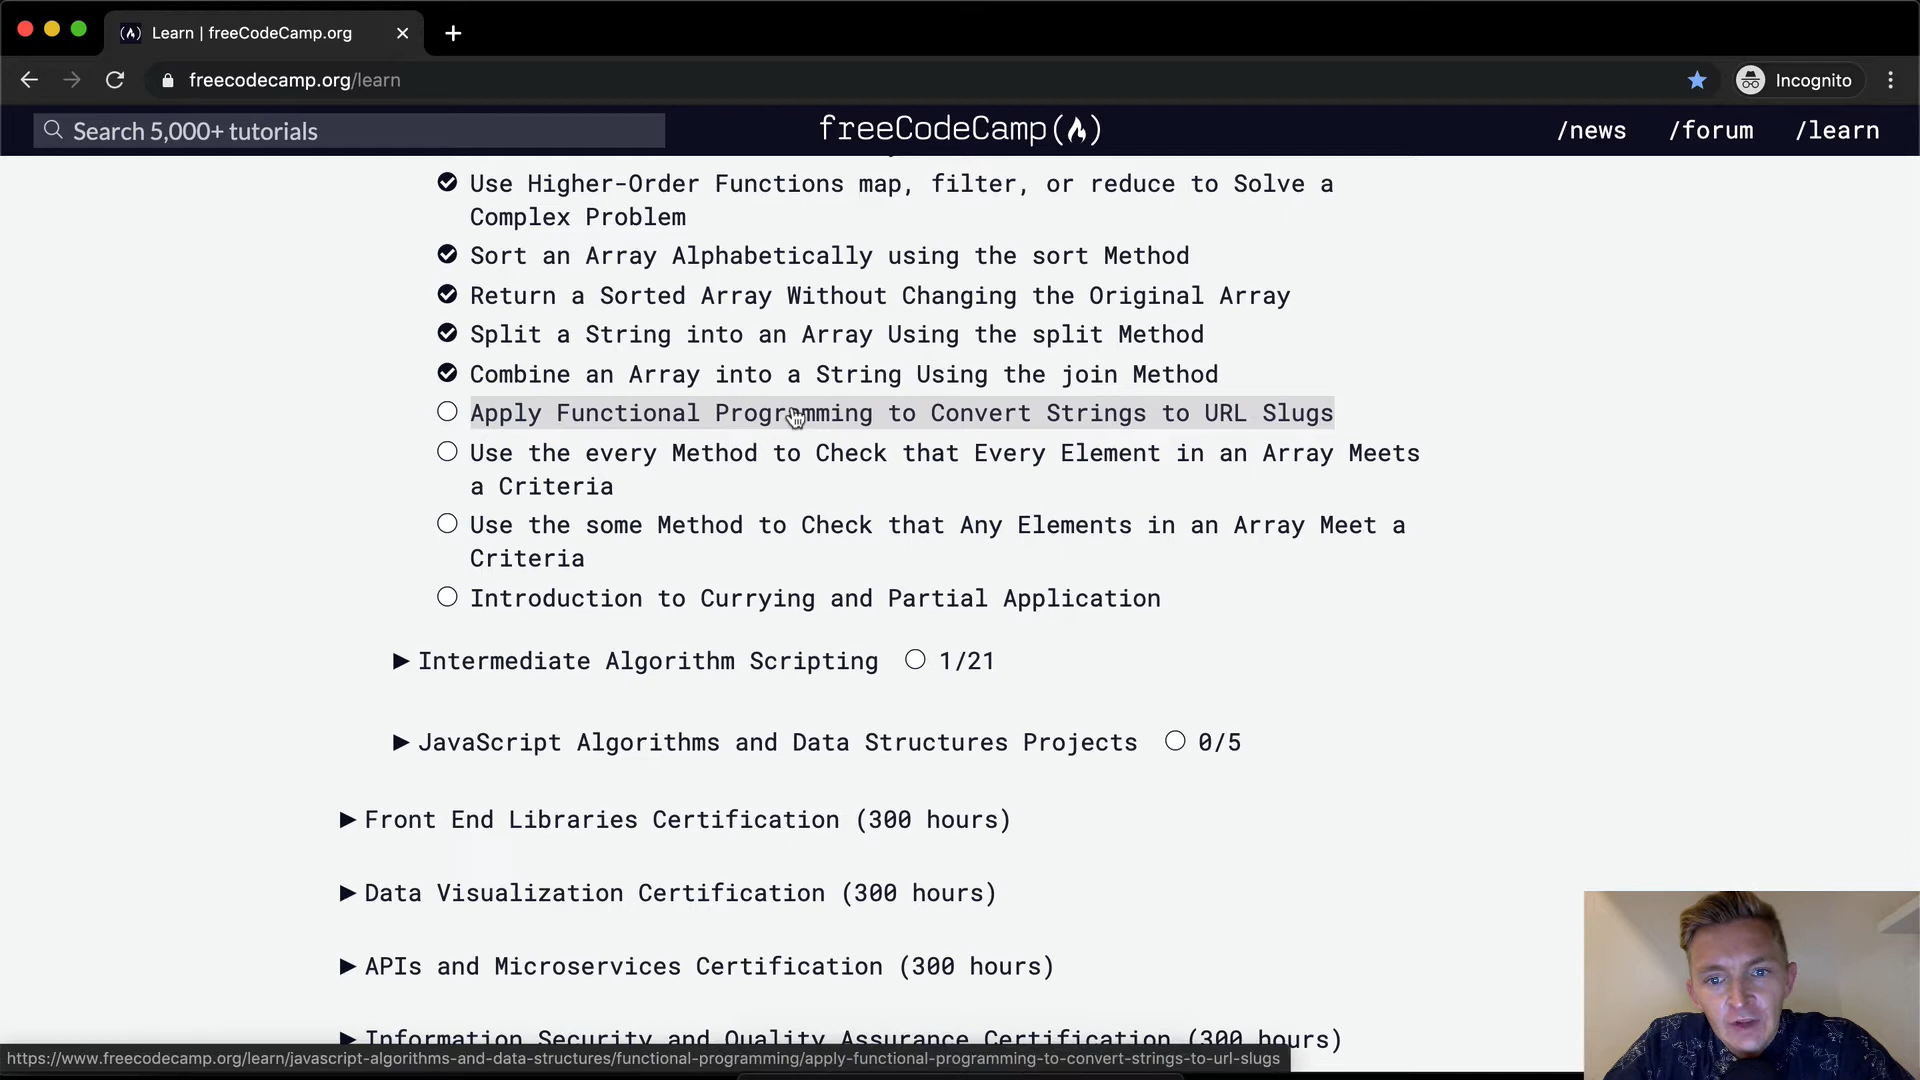 Learn | freeCodeCamp.org
freecodecamp.org/learn
Incognito
Search 5,000+ tutorials
freeCodeCamp
/news
/forum
/learn
Use Higher-Order Functions map, filter, or reduce to Solve a
Complex Problem
Sort an Array Alphabetically using the sort Method
Return a Sorted Array Without Changing the Original Array
Split a String into an Array Using the split Method
Combine an Array into a String Using the join Method
Apply Functional Programming to Convert Strings to URL Slugs
Use the every Method to Check that Every Element in an Array Meets
a Criteria
Use the some Method to Check that Any Elements in an Array Meet a
Criteria
Introduction to Currying and Partial Application
Intermediate Algorithm Scripting 1/21
JavaScript Algorithms and Data Structures Projects 0/5
Front End Libraries Certification (300 hours)
Data Visualization Certification (300 hours)
APIs and Microservices Certification (300 hours)
Information Security and Quality Assurance Certification (300 hours)
https://www.freecodecamp.org/learn/javascript-algorithms-and-data-structures/functional-programming/apply-functional-programming-to-convert-strings-to-url-slugs